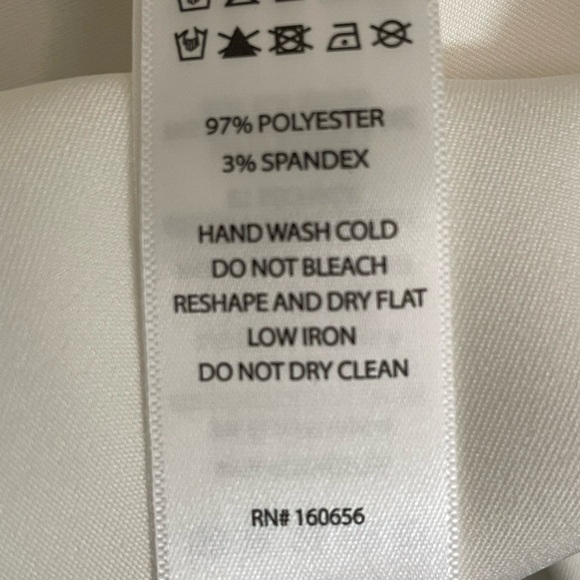 97% POLYESTER
3% SPANDEX
HAND WASH COLD
DO NOT BLEACH
RESHAPE AND DRY FLAT
LOW IRON
DO NOT DRY CLEAN
RN# 160656